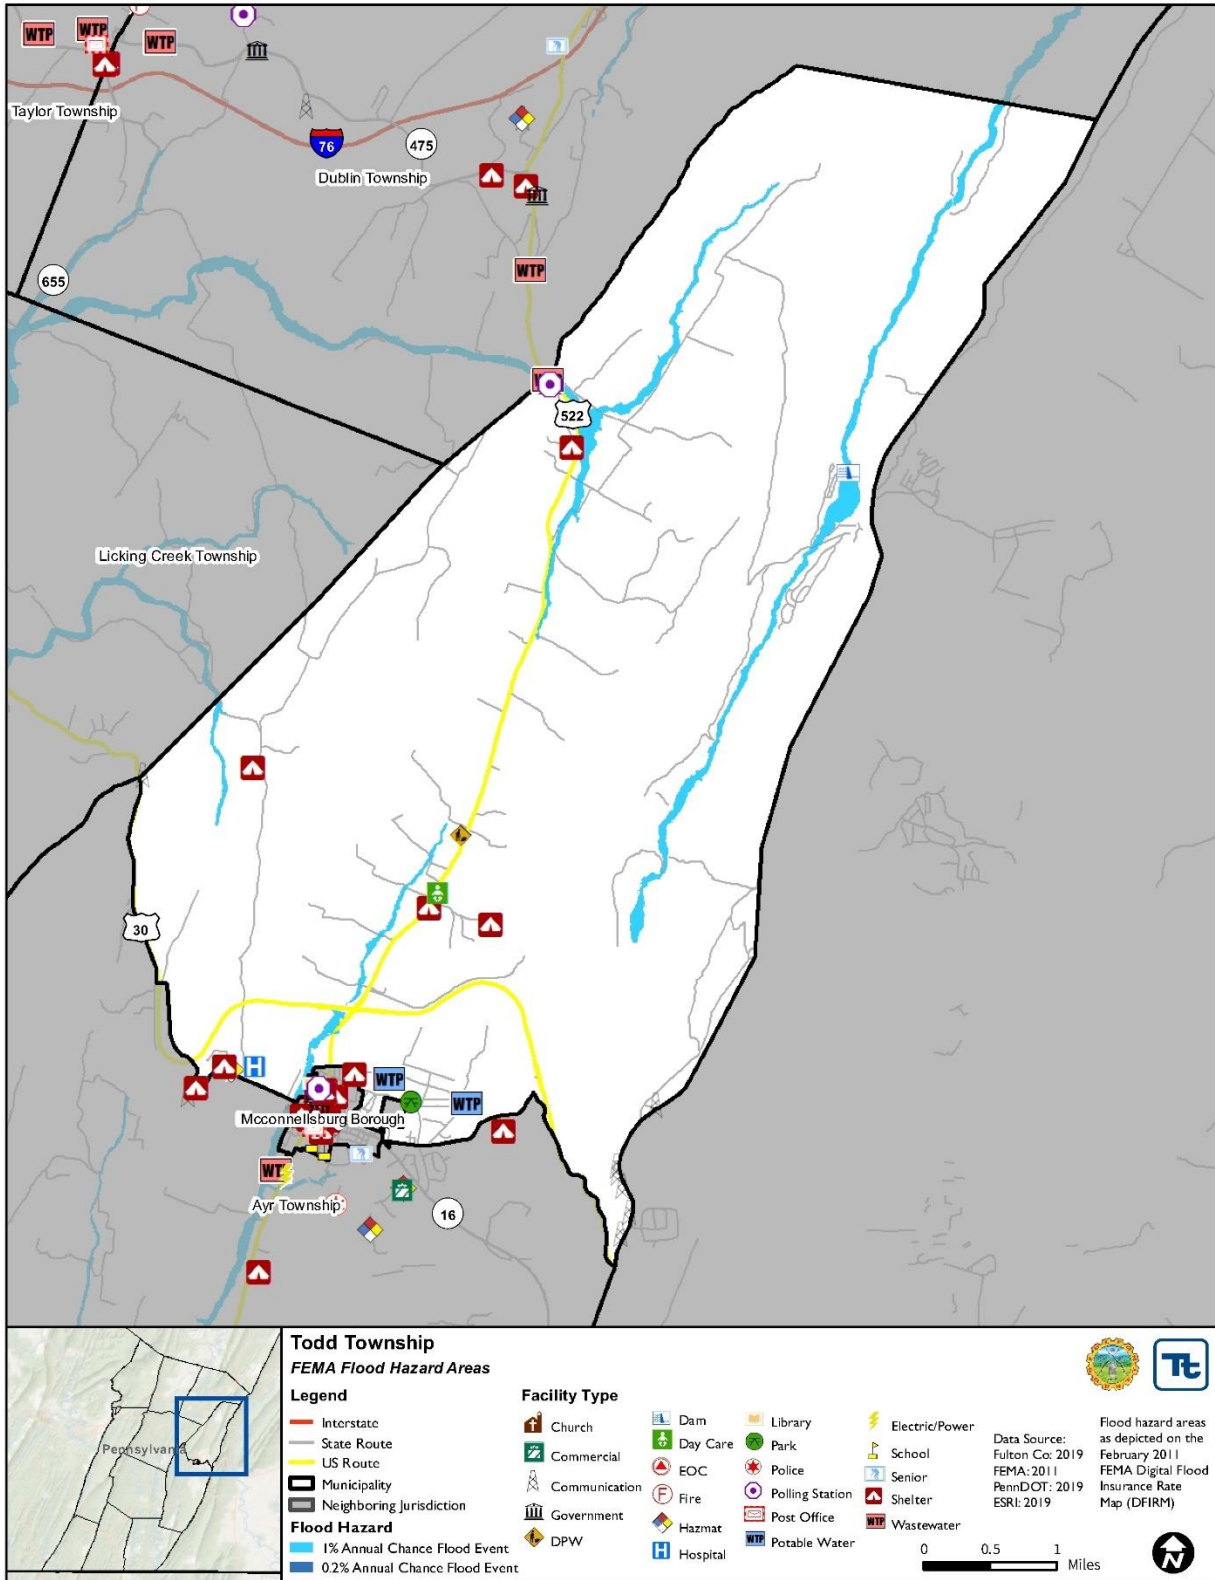 WTP
WTP
WTP
Taylor Township
76
475
Dublin Township
WTP
655
522
Licking Creek Township
30
H
WTP
WTP
Mcconnellsburg Borough
Ayr Township
16
Pennsylvania
Todd Township
FEMA Flood Hazard Areas
Legend
Interstate
State Route
US Route
Municipality
Neighboring Jurisdiction
Flood Hazard
1% Annual Chance Flood Event
0.2% Annual Chance Flood Event
Facility Type
Church
Commercial
Communication
Government
DPW
Dam
Day Care
EOC
F Fire
Hazmat
H Hospital
Library
Park
Police
Polling Station
Post Office
WTP Potable Water
Electric/Power
School
Senior
Shelter
WTP Wastewater
Data Source:
Fulton Co: 2019
FEMA: 2011
PennDOT: 2019
ESRI: 2019
Tt
Flood hazard areas
as depicted on the
February 2011
FEMA Digital Flood
Insurance Rate
Map (DFIRM)
0 0.5 1
Miles
N